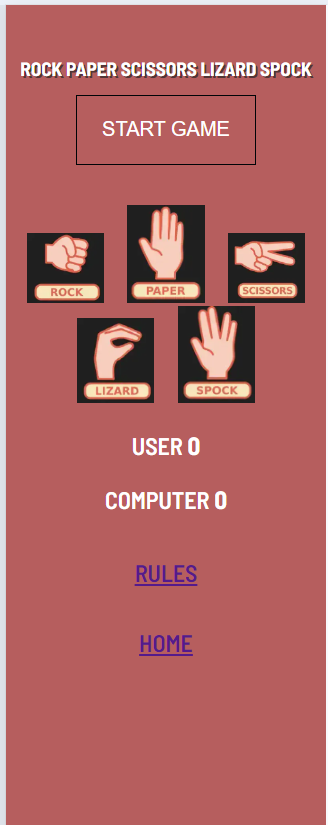 ROCK PAPER SCISSORS LIZARD SPOCK
START GAME
ROCK
PAPER
SCISSORS
LIZARD
SPOCK
USER 0
COMPUTER 0
RULES
HOME